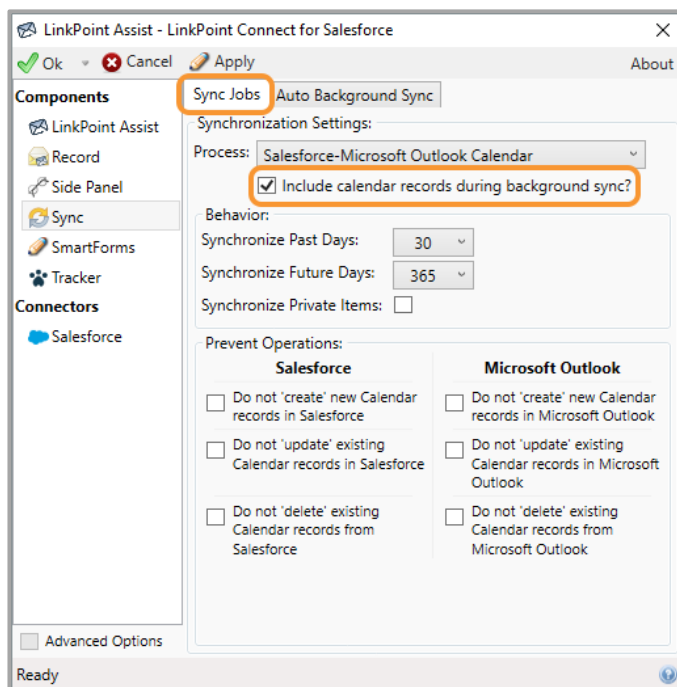 LinkPoint Assist - LinkPoint Connect for Salesforce
Ok Cancel Apply About
Components
LinkPoint Assist
Record
Side Panel
Sync
SmartForms
Tracker
Connectors
Salesforce
Advanced Options
Sync Jobs Auto Background Sync
Synchronization Settings:
Process: Salesforce-Microsoft Outlook Calendar
Include calendar records during background sync?
Behavior:
Synchronize Past Days: 30
Synchronize Future Days: 365
Synchronize Private Items:
Prevent Operations:
Salesforce
Do not 'create' new Calendar
records in Salesforce
Do not 'update' existing
Calendar records in Salesforce
Do not 'delete' existing
Calendar records from
Salesforce
Microsoft Outlook
Do not 'create' new Calendar
records in Microsoft Outlook
Do not 'update' existing
Calendar records in Microsoft
Outlook
Do not 'delete' existing
Calendar records from
Microsoft Outlook
Ready